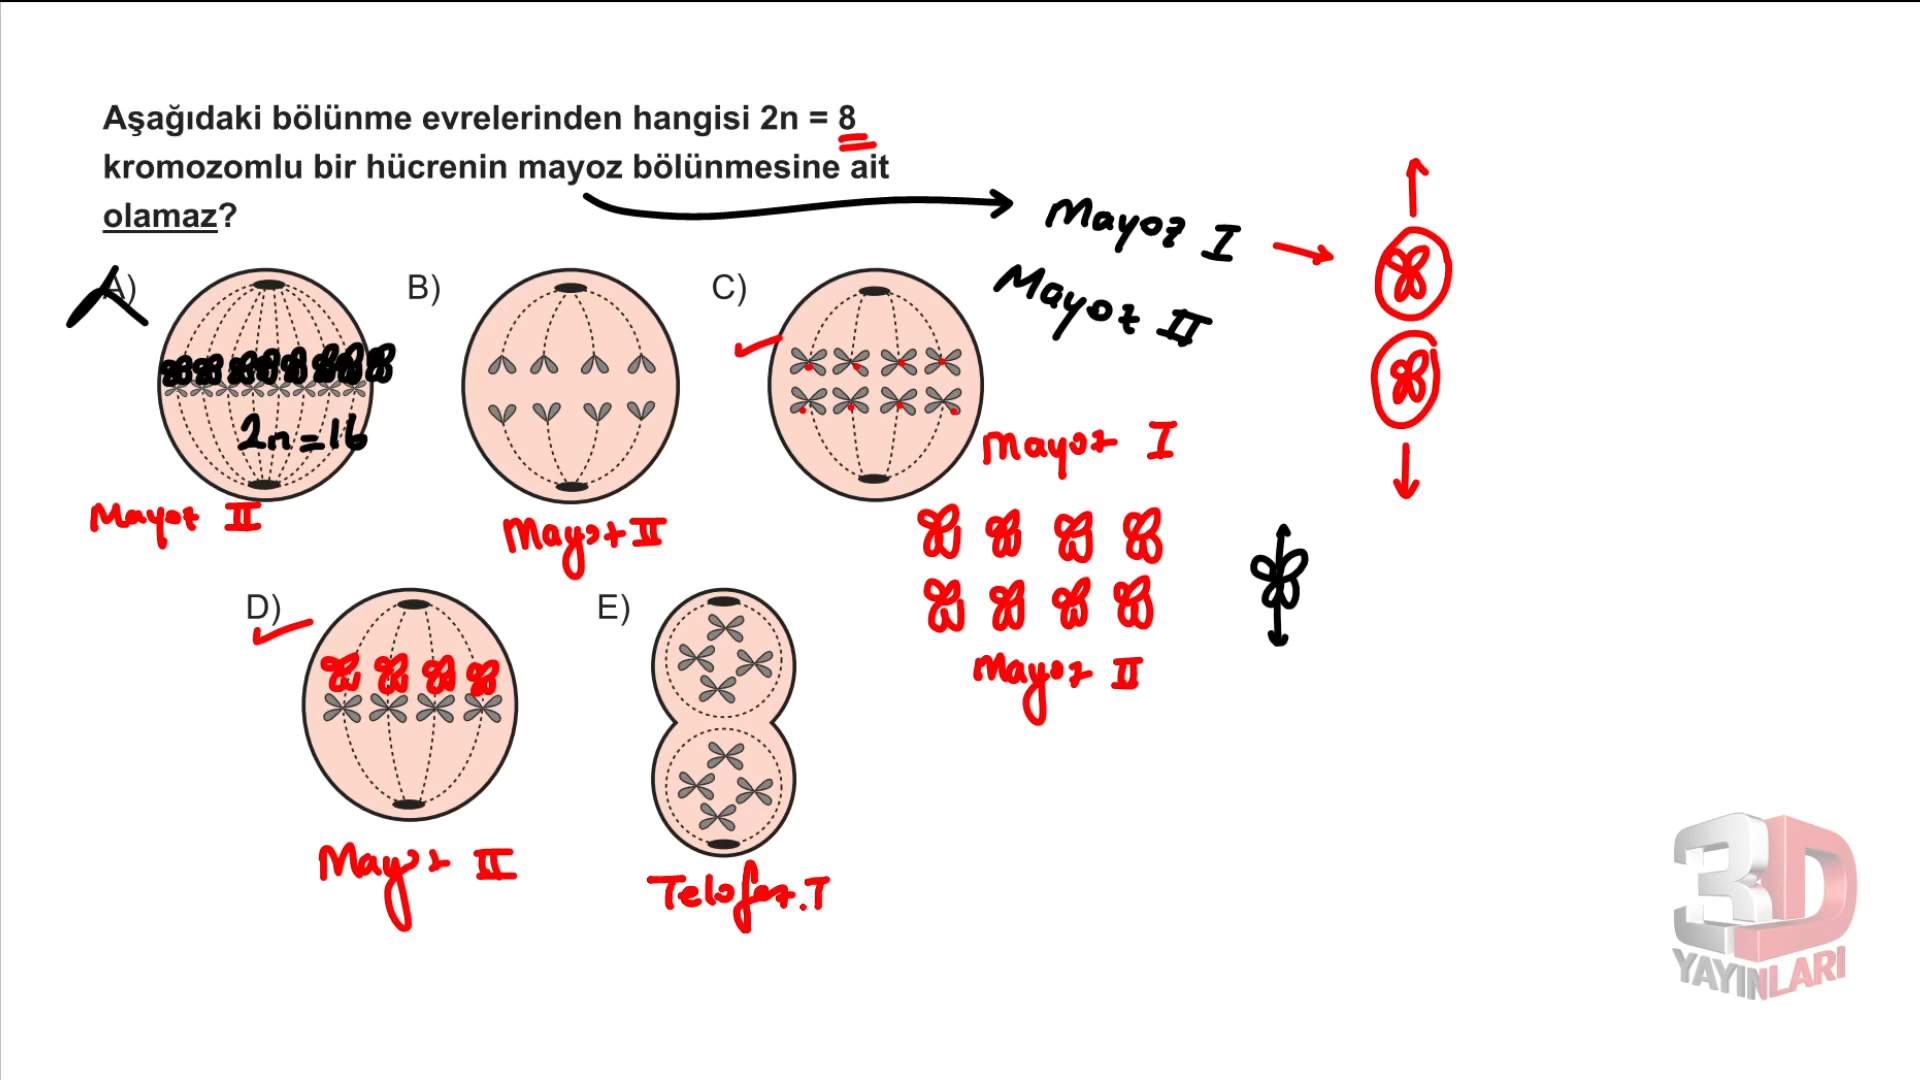 Aşağıdaki bölünme evrelerinden hangisi 2n = 8
kromozomlu bir hücrenin mayoz bölünmesine ait
olamaz?
Mayoz I
Mayoz II
A)
B)
C)
2n=16
Mayoz I
Mayoz II
Mayoz II
Mayoz II
D)
E)
Mayoz II
Telofaz.I
3D
YAYINLARI